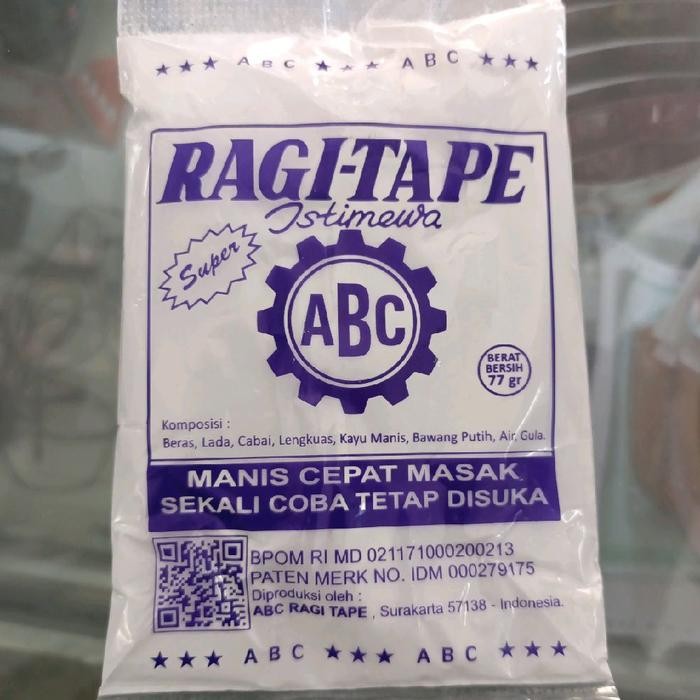 ★★★ ABC ★★★ ABC ★★★
RAGI-TAPE
Istimewa
Super
ABC
BERAT
BERSIH
77 gr
Komposisi :
Beras, Lada, Cabai, Lengkuas, Kayu Manis, Bawang Putih, Air, Gula.
MANIS CEPAT MASAK
SEKALI COBA TETAP DISUKA
BPOM RI MD 021171000200213
PATEN MERK NO. IDM 000279175
Diproduksi oleh :
ABC RAGI TAPE , Surakarta 57138 - Indonesia.
★★★ ABC ★★★ ABC ★★★